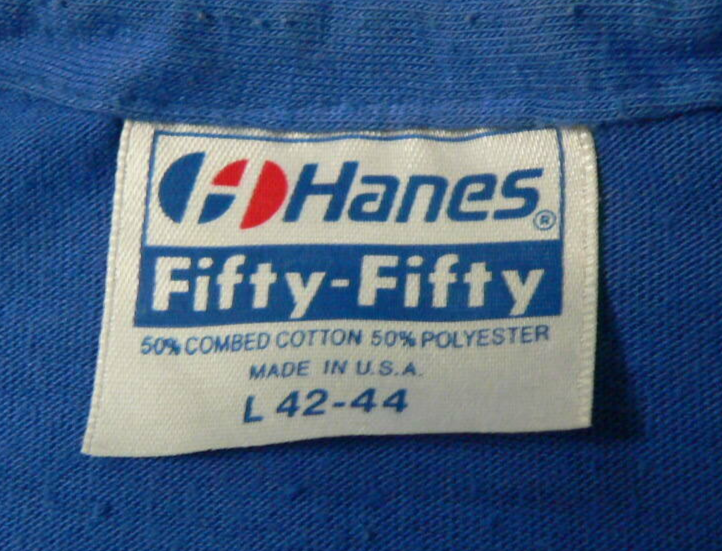 Hanes®
Fifty-Fifty
50% COMBED COTTON 50% POLYESTER
MADE IN U.S.A.
L 42-44